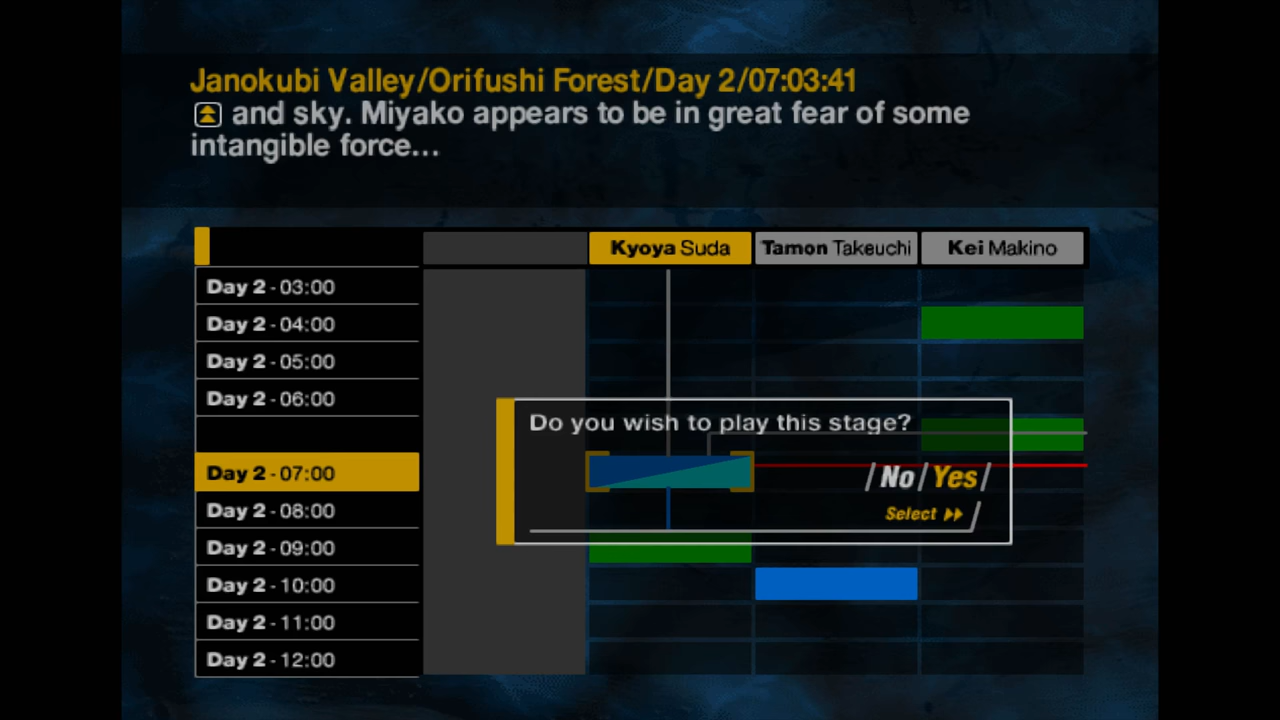 Janokubi Valley/Orifushi Forest/Day 2/07:03:41
and sky. Miyako appears to be in great fear of some
intangible force...
Kyoya Suda
Tamon Takeuchi
Kei Makino
Day 2 - 03:00
Day 2 - 04:00
Day 2 - 05:00
Day 2 - 06:00
Do you wish to play this stage?
Day 2 - 07:00
/No/Yes/
Day 2 - 08:00
Select
Day 2 - 09:00
Day 2 - 10:00
Day 2 - 11:00
Day 2 - 12:00